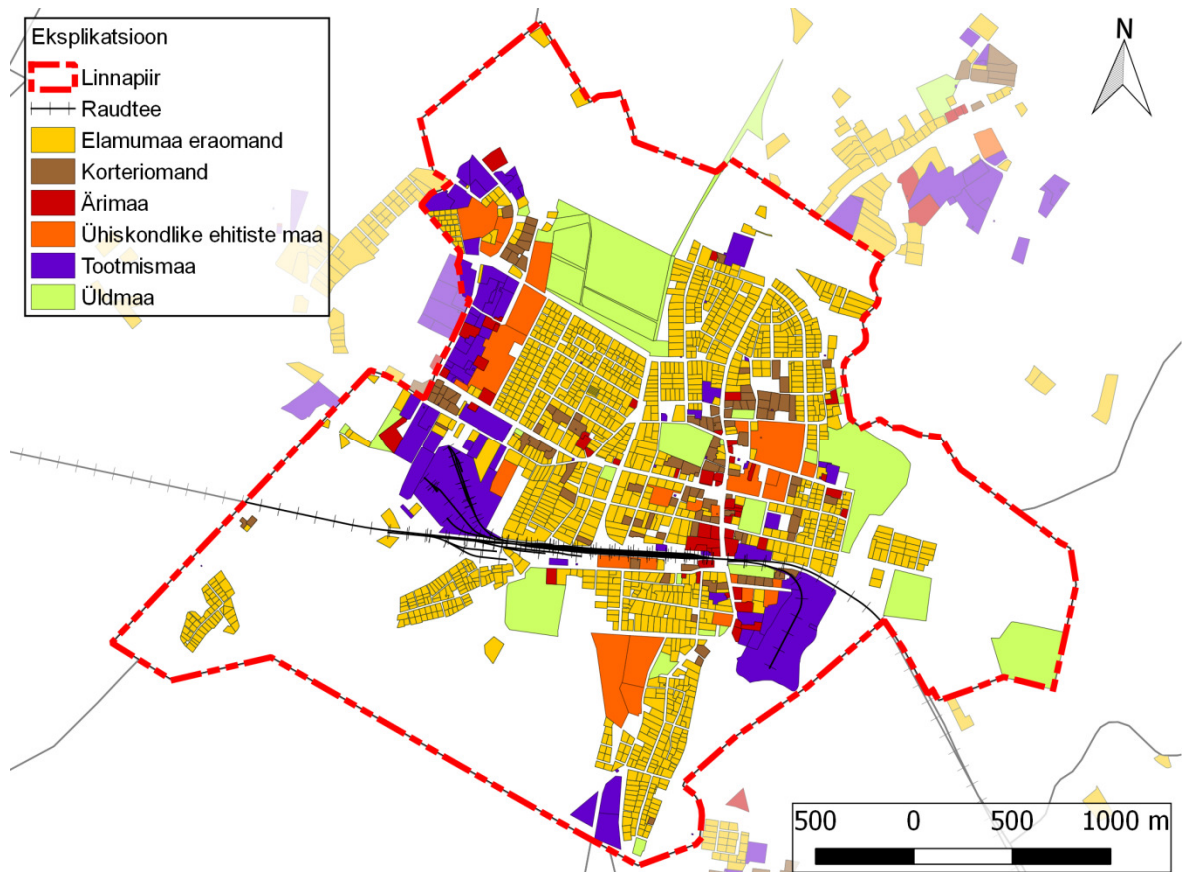 Eksplikatsioon
Linnapiir
Raudtee
Elamumaa eraomand
Korteriomand
Ärimaa
Ühiskondlike ehitiste maa
Tootmismaa
Üldmaa
N
500 0 500 1000 m